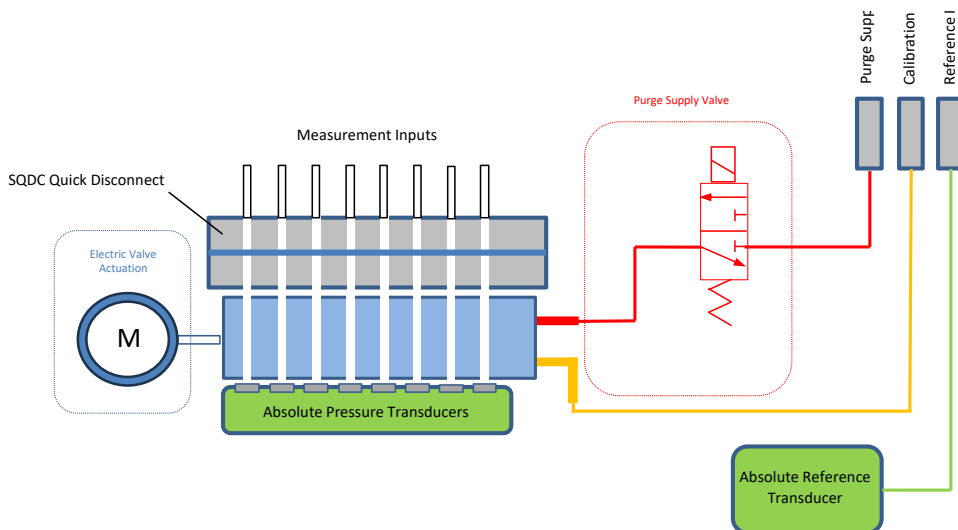 Purge Supp
Calibration
Reference
Purge Supply Valve
Measurement Inputs
SQDC Quick Disconnect
Electric Valve
Actuation
M
Absolute Pressure Transducers
Absolute Reference
Transducer